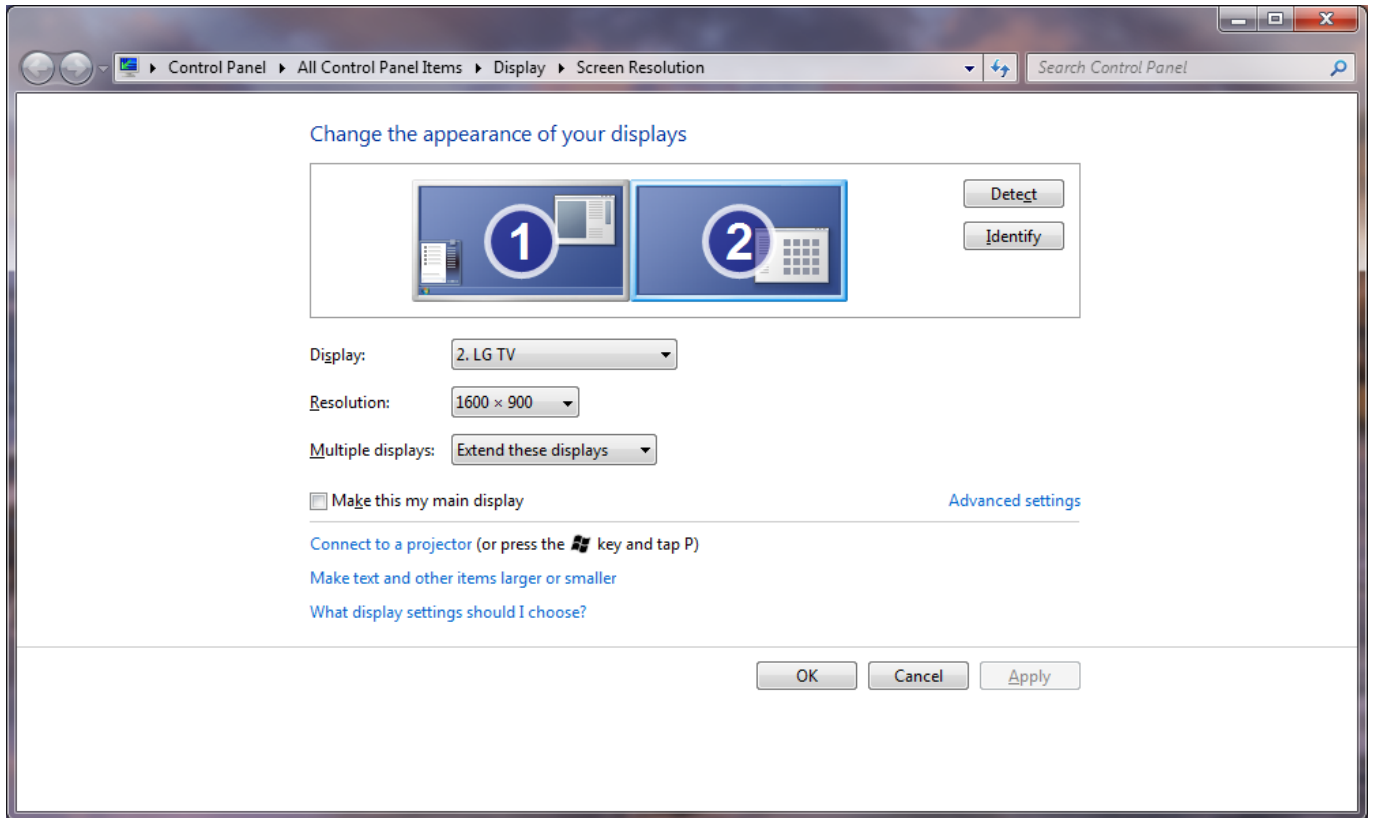 Control Panel ▸ All Control Panel Items ▸ Display ▸ Screen Resolution
Search Control Panel
Change the appearance of your displays
1
2
Detect
Identify
Display: 2. LG TV
Resolution: 1600 × 900
Multiple displays: Extend these displays
Make this my main display
Advanced settings
Connect to a projector (or press the key and tap P)
Make text and other items larger or smaller
What display settings should I choose?
OK Cancel Apply